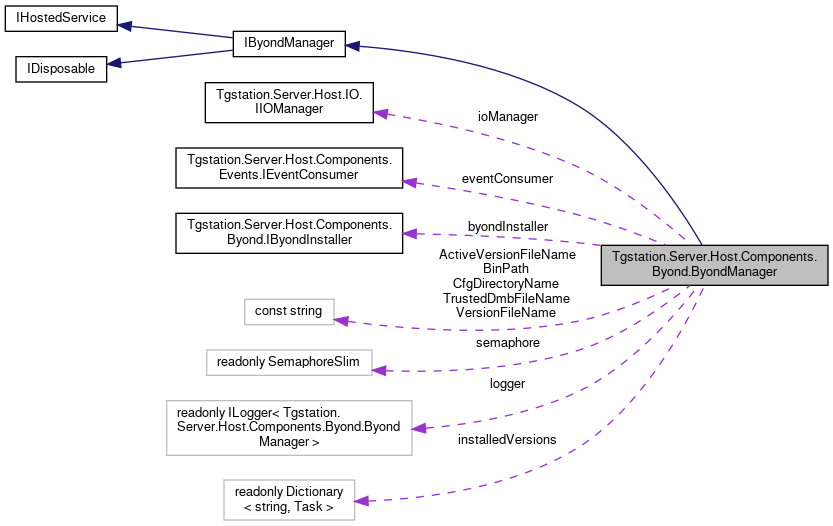 IHostedService
IDisposable
IByondManager
Tgstation.Server.Host.IO.
IIOManager
ioManager
Tgstation.Server.Host.Components.
Events.IEventConsumer
eventConsumer
Tgstation.Server.Host.Components.
Byond.IByondInstaller
byondInstaller
Tgstation.Server.Host.Components.
Byond.ByondManager
ActiveVersionFileName
BinPath
CfgDirectoryName
TrustedDmbFileName
VersionFileName
const string
semaphore
readonly SemaphoreSlim
logger
readonly ILogger< Tgstation.
Server.Host.Components.Byond.Byond
Manager >
installedVersions
readonly Dictionary
< string, Task >